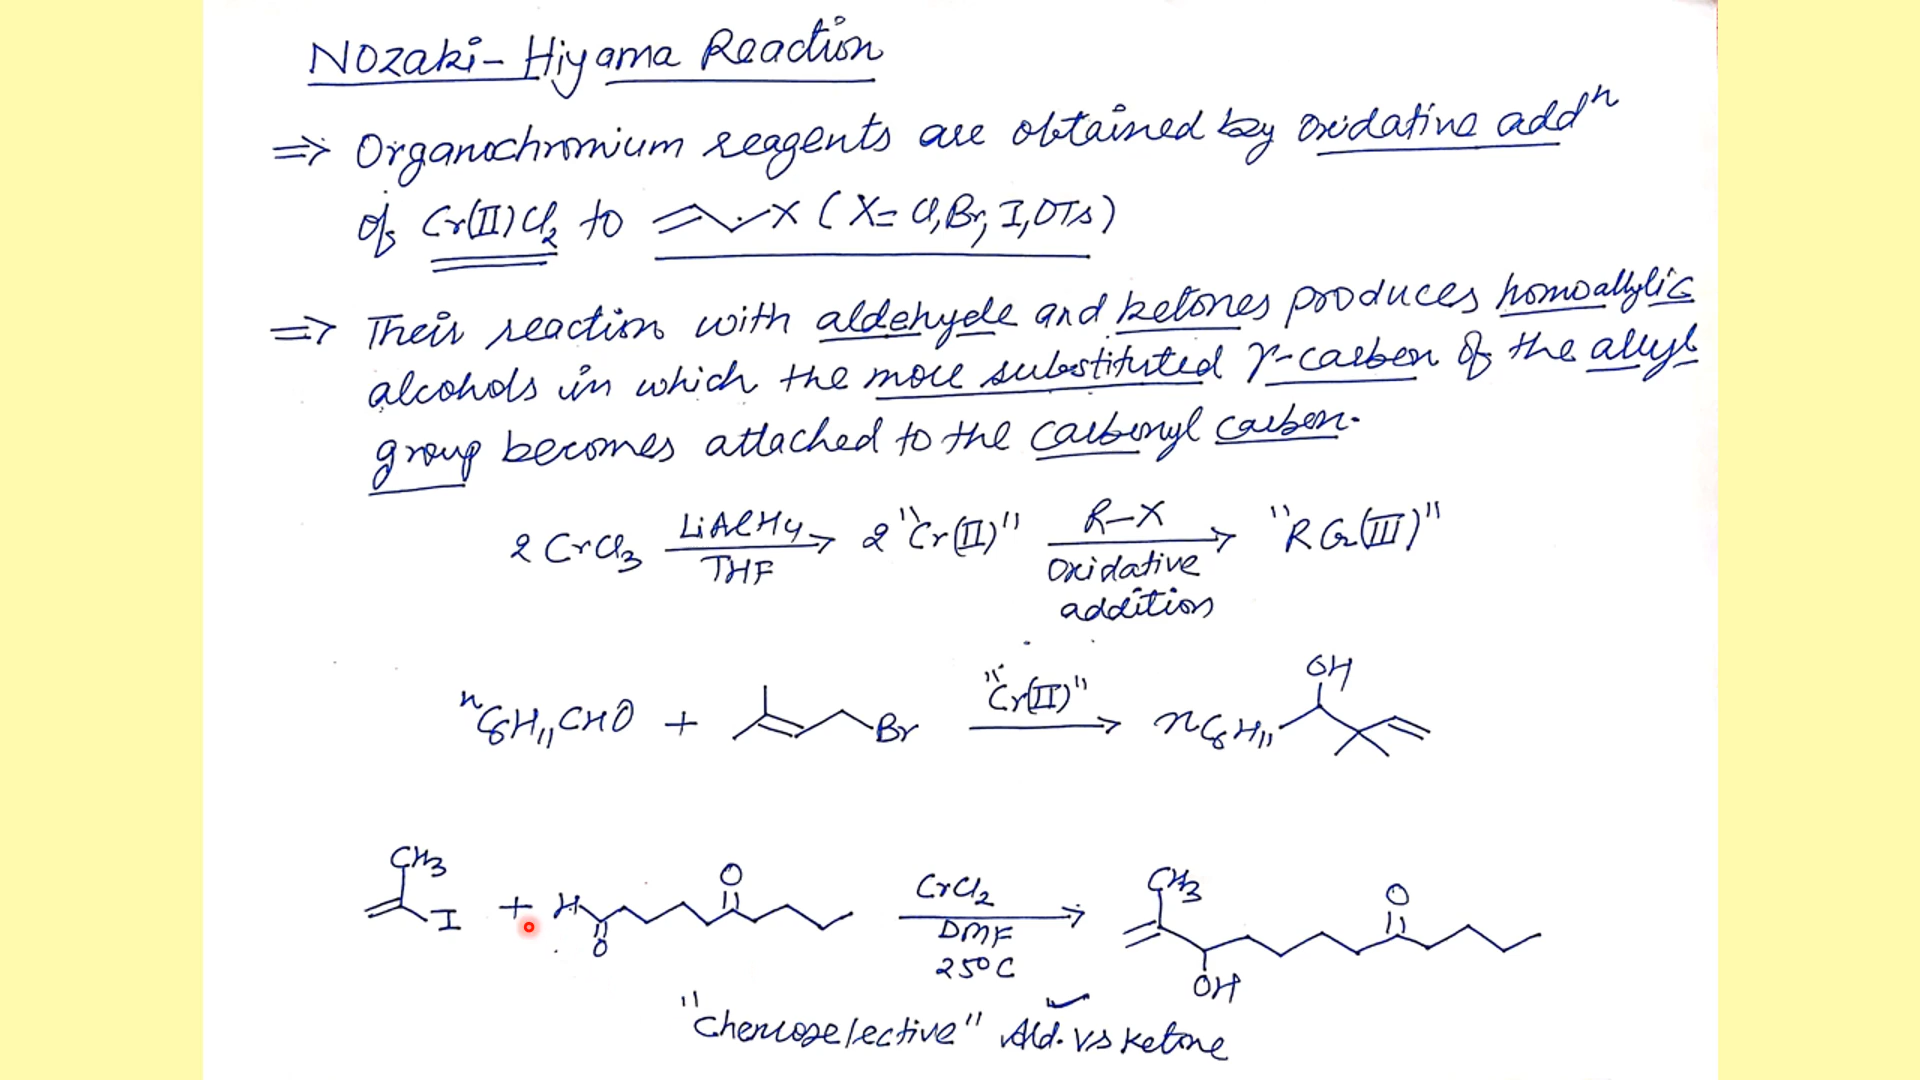 Nozaki-Hiyama Reaction
⇒ Organochromium reagents are obtained by oxidative addⁿ
of Cr(II)Cl₂ to X (X= Cl, Br, I, OTs)
⇒ Their reaction with aldehyde and ketones produces homoallylic
alcohols in which the more substituted γ-carbon of the allyl
group becomes attached to the carbonyl carbon.
2 CrCl₃ LiAlH₄ THF 2 "Cr(II)" R-X Oxidative addition "RCr(III)"
ⁿC₆H₁₁CHO + Br "Cr(II)" nC₆H₁₁ OH
CH₃ I + H O O CrCl₂ DMF 25°C CH₃ OH O
"Chemoselective" Ald. vs Ketone